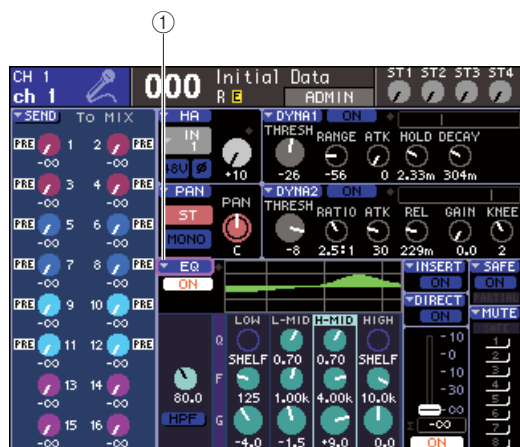 1
CH 1
ch 1
000
Initial Data
R E
ADMIN
ST1 ST2 ST3 ST4
SEND To MIX
PRE 1 2 PRE
-∞ -∞
PRE 3 4 PRE
-∞ -∞
PRE 5 6 PRE
-∞ -∞
PRE 7 8 PRE
-∞ -∞
PRE 9 10 PRE
-∞ -∞
PRE 11 12 PRE
-∞ -∞
13 14
-∞ -∞
15 16
-∞ -∞
HA
IN
1
+48V ø
+10
PAN
PAN
ST
MONO
C
DYNA1 ON
THRESH RANGE ATK HOLD DECAY
-26 -56 0 2.33m 304m
DYNA2 ON
THRESH RATIO ATK REL GAIN KNEE
-8 2.5:1 30 229m 0.0 2
EQ
ON
LOW L-MID H-MID HIGH
Q
SHELF 0.70 0.70 SHELF
F
80.0 125 1.00k 4.00k 10.0k
HPF
G
-4.0 -1.5 +9.0 0.0
INSERT
ON
DIRECT
ON
-10
-0
-10
-30
-∞
Σ -∞
ON
SAFE
ON
PARTIAL
MUTE
SAFE
1
2
3
4
5
6
7
8